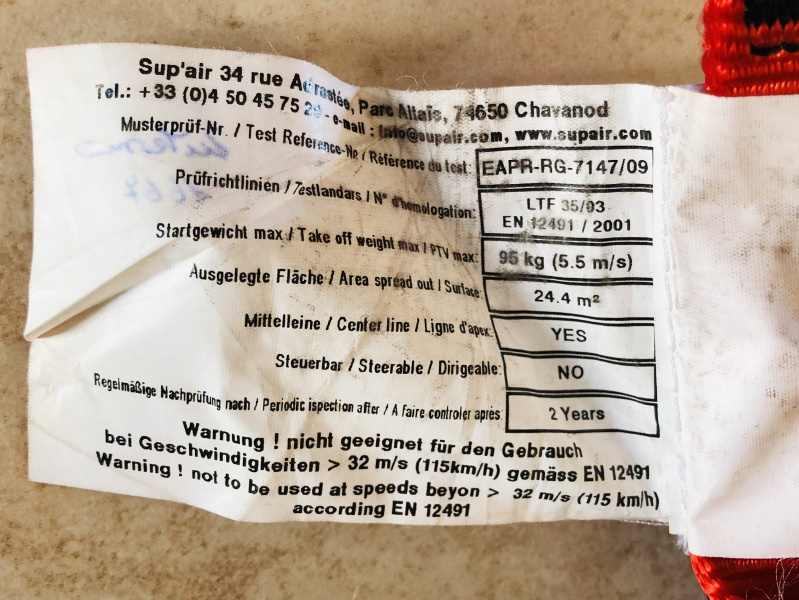 Sup'air 34 rue Adrastée, Parc Altaïs, 74650 Chavanod
Tel.: +33 (0)4 50 45 75 29 - e-mail : info@supair.com, www.supair.com
Musterprüf-Nr. / Test Reference-No / Référence du test: EAPR-RG-7147/09
Prüfrichtlinien / Testlandars / N° d'homologation: LTF 35/03
EN 12491 / 2001
Startgewicht max / Take off weight max / PTV max: 95 kg (5.5 m/s)
Ausgelegte Fläche / Area spread out / Surface: 24.4 m²
Mittelleine / Center line / Ligne d'apex: YES
Steuerbar / Steerable / Dirigeable: NO
Regelmäßige Nachprüfung nach / Periodic ispection after / A faire controler après: 2 Years
Warnung ! nicht geeignet für den Gebrauch
bei Geschwindigkeiten > 32 m/s (115km/h) gemäss EN 12491
Warning ! not to be used at speeds beyon > 32 m/s (115 km/h)
according EN 12491